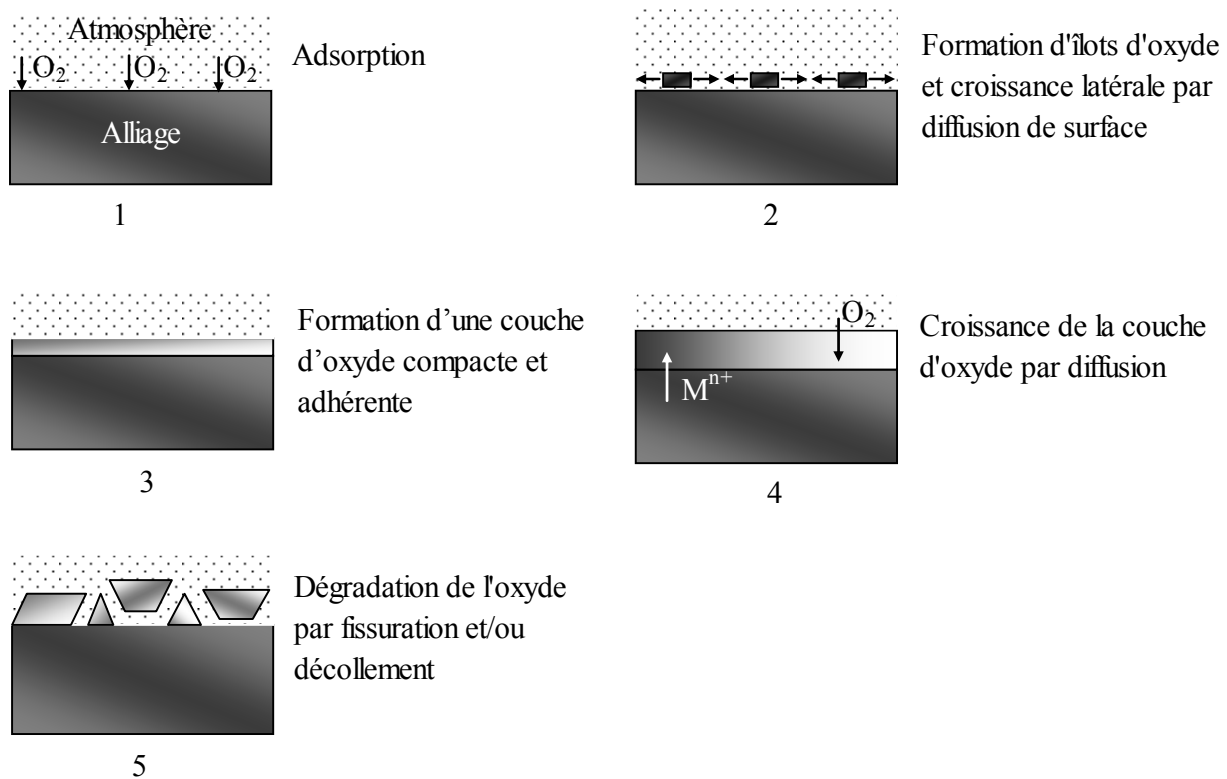 Atmosphère
O2 O2 O2
Alliage
Adsorption
1
Formation d'îlots d'oxyde
et croissance latérale par
diffusion de surface
2
Formation d’une couche
d’oxyde compacte et
adhérente
3
O2
Mn+
Croissance de la couche
d'oxyde par diffusion
4
Dégradation de l'oxyde
par fissuration et/ou
décollement
5